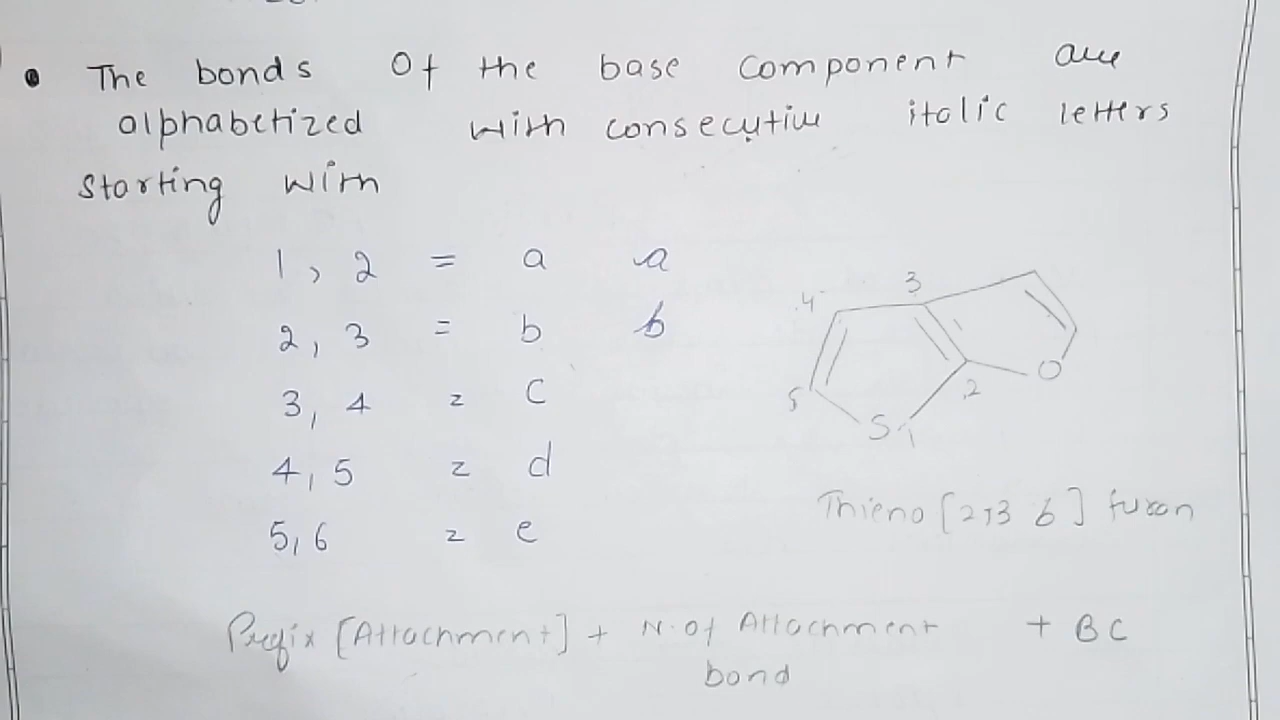 The bonds of the base component are
alphabetized with consecutive italic letters
starting with
1, 2 = a a
2, 3 = b b
3, 4 = c
4, 5 = d
5, 6 = e
3
4
5
S 1
2
O
Thieno [2,3 b] furan
Prefix [Attachment] + N. of Attachment + BC
bond